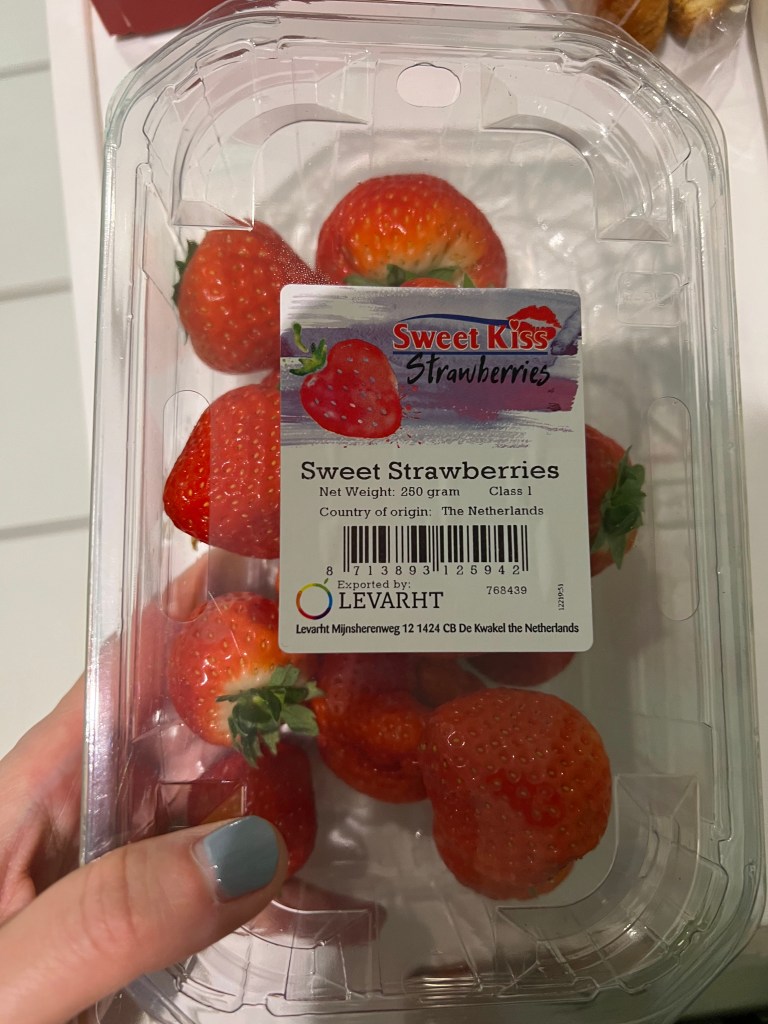 Sweet Kiss
Strawberries
Sweet Strawberries
Net Weight: 250 gram Class 1
Country of origin: The Netherlands
8 713893 125942
Exported by: 768439
LEVARHT
Levarht Mijnsherenweg 12 1424 CB De Kwakel the Netherlands